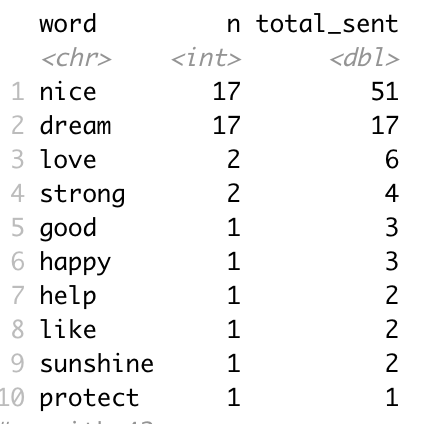 word n total_sent
<chr> <int> <dbl>
1 nice 17 51
2 dream 17 17
3 love 2 6
4 strong 2 4
5 good 1 3
6 happy 1 3
7 help 1 2
8 like 1 2
9 sunshine 1 2
10 protect 1 1